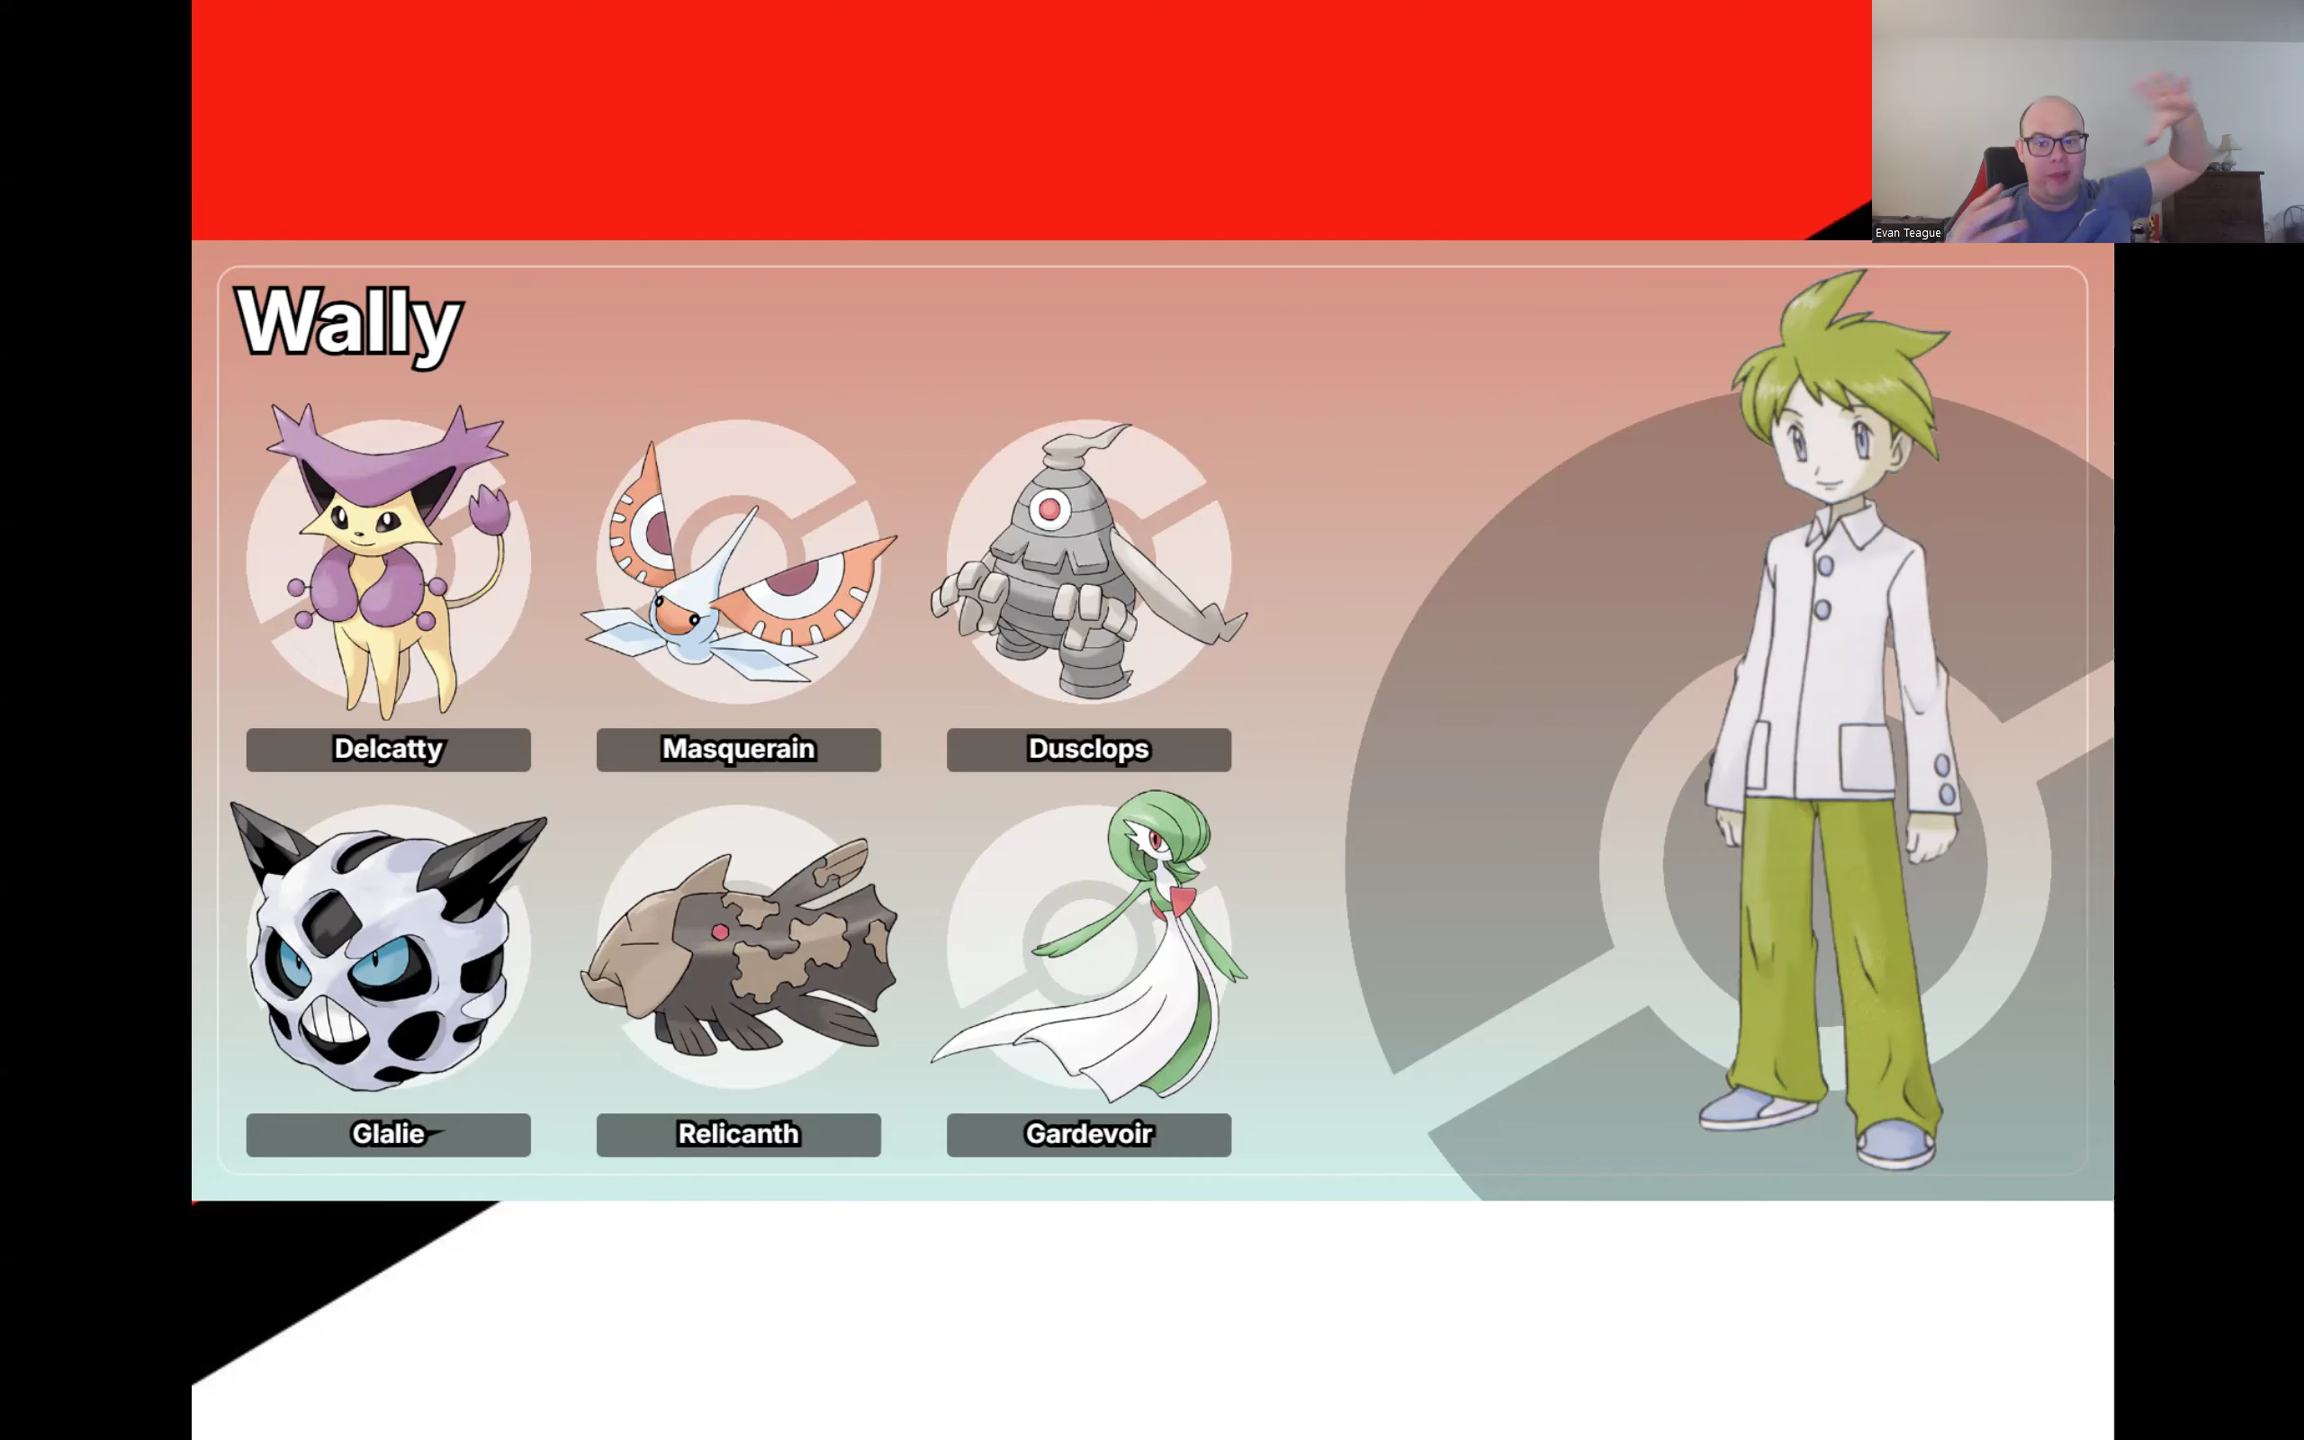 Evan Teague
Wally
Delcatty
Masquerain
Dusclops
Glalie
Relicanth
Gardevoir